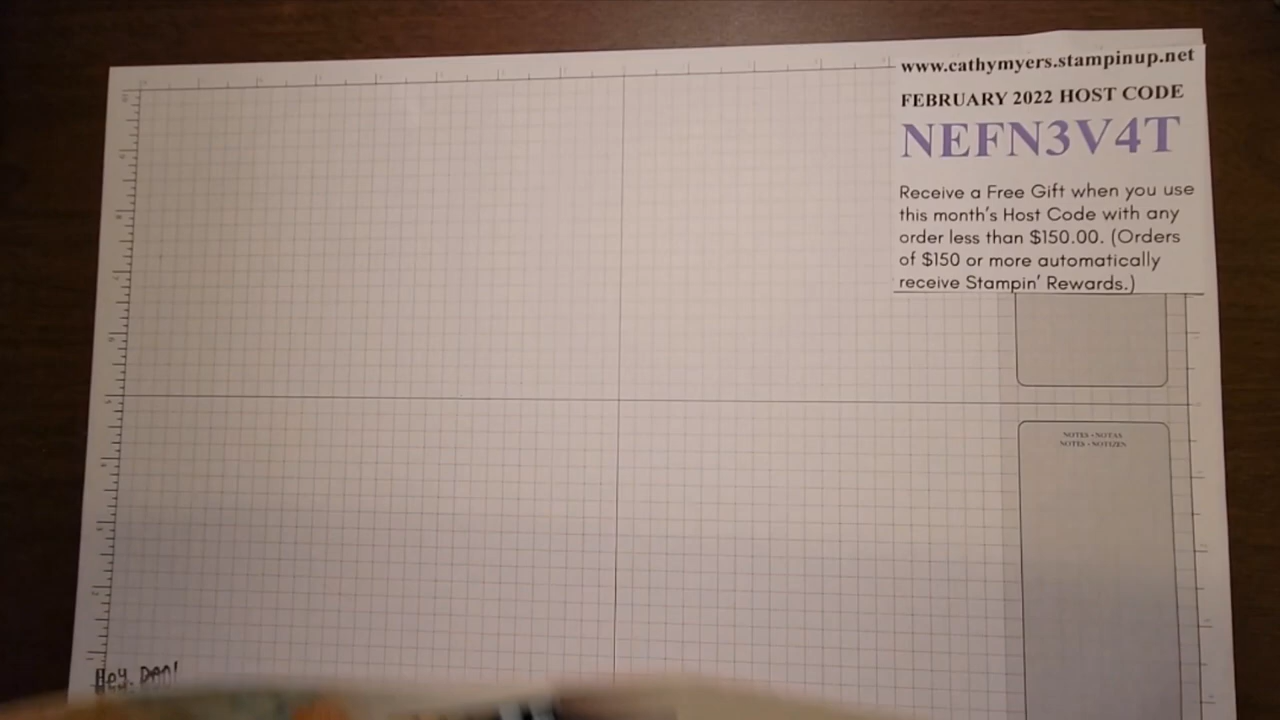 www.cathymyers.stampinup.net
FEBRUARY 2022 HOST CODE
NEFN3V4T
Receive a Free Gift when you use
this month's Host Code with any
order less than $150.00. (Orders
of $150 or more automatically
receive Stampin' Rewards.)
NOTES • NOTAS
NOTES • NOTIZEN
Hey,